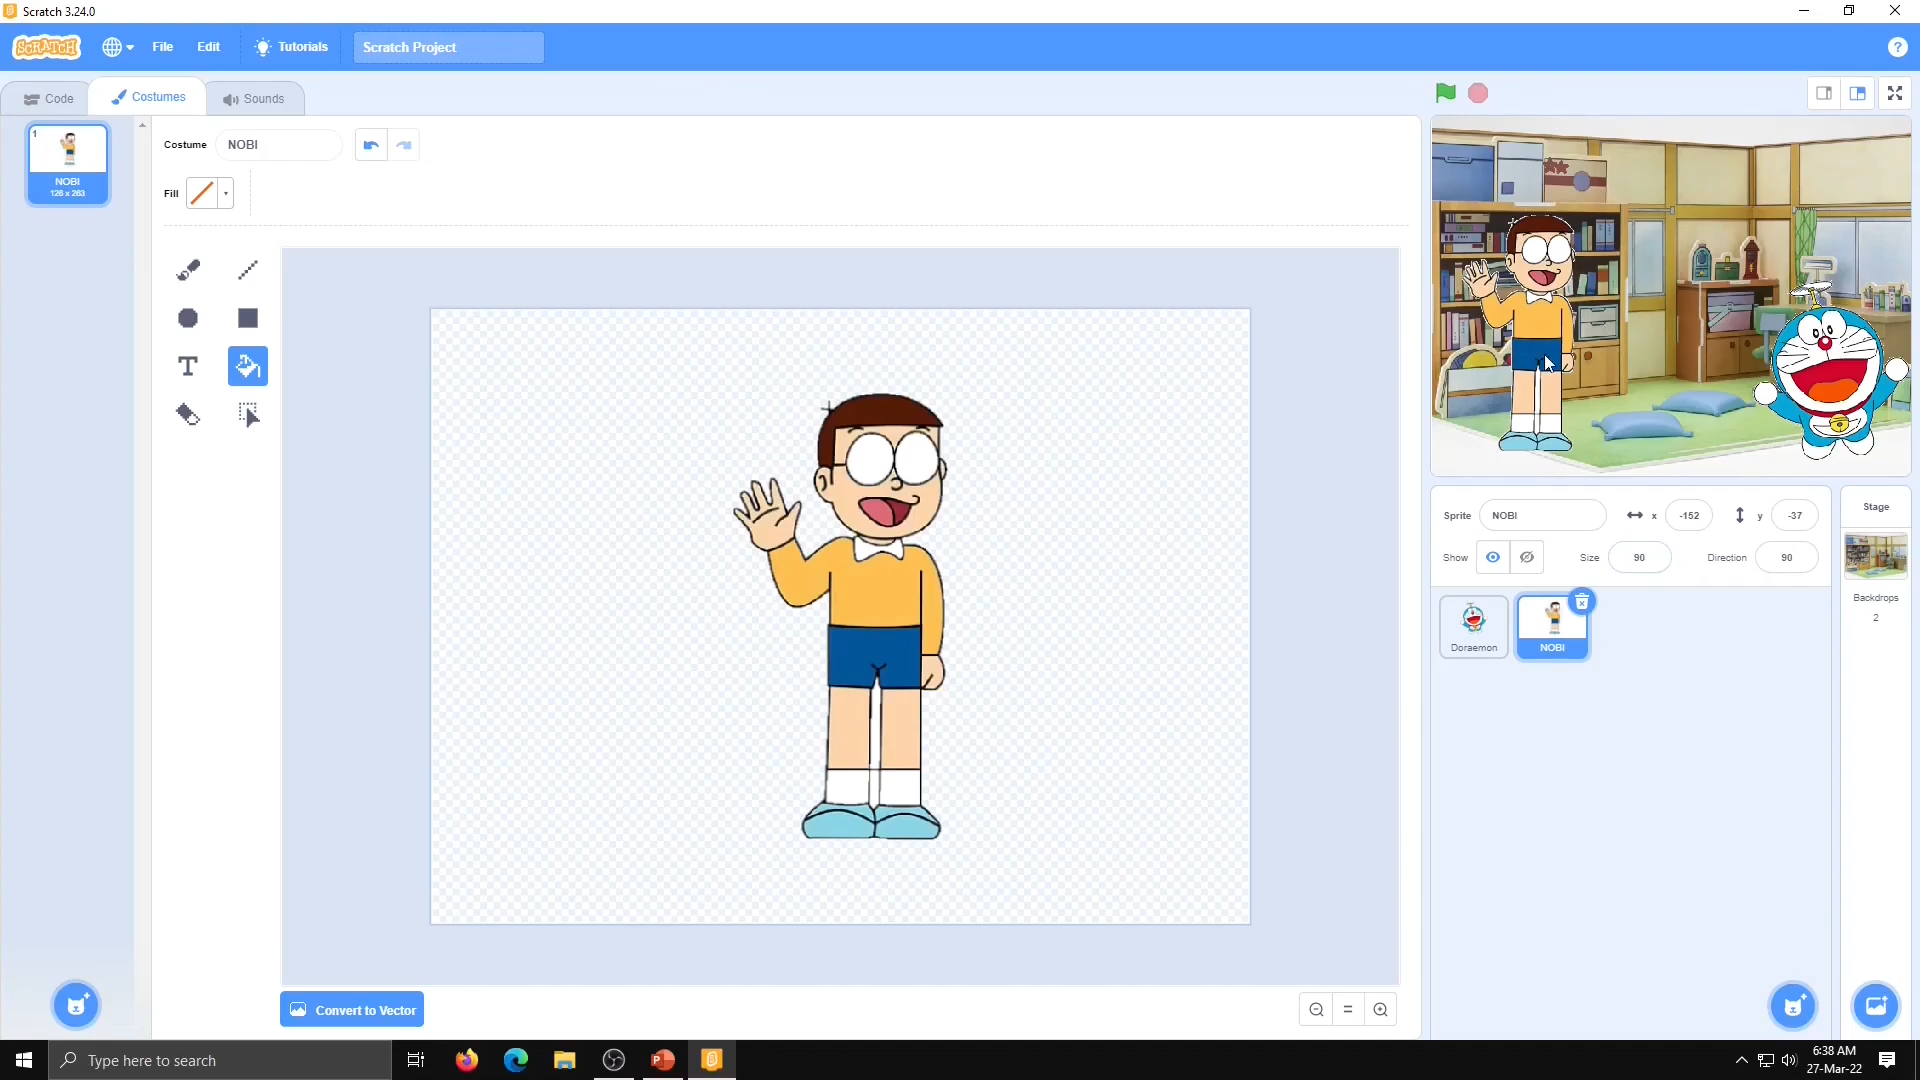 Scratch 3.24.0
SCRATCH File Edit Tutorials Scratch Project ?
Code Costumes Sounds
1
NOBI
126 x 263
Costume NOBI
Fill
T
Convert to Vector
Sprite NOBI x -152 y -37
Show Size 90 Direction 90
Doraemon
NOBI
Stage
Backdrops
2
Type here to search
P
6:38 AM
27-Mar-22